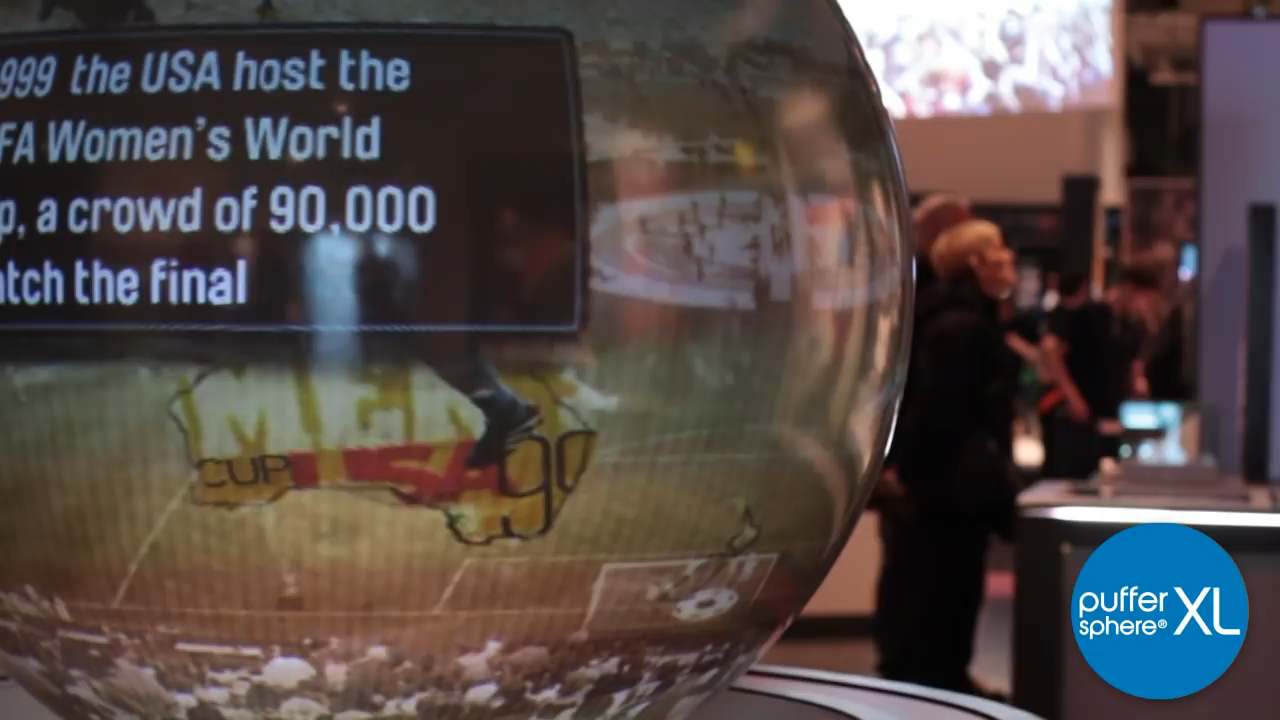 999 the USA host the
FA Women's World
p, a crowd of 90,000
atch the final
CUP USA 99
puffer
sphere® XL